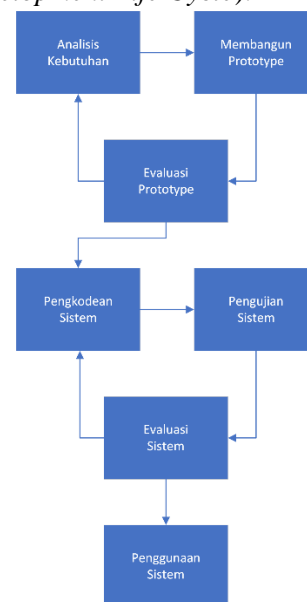 Analisis
Kebutuhan
Membangun
Prototype
Evaluasi
Prototype
Pengkodean
Sistem
Pengujian
Sistem
Evaluasi
Sistem
Penggunaan
Sistem